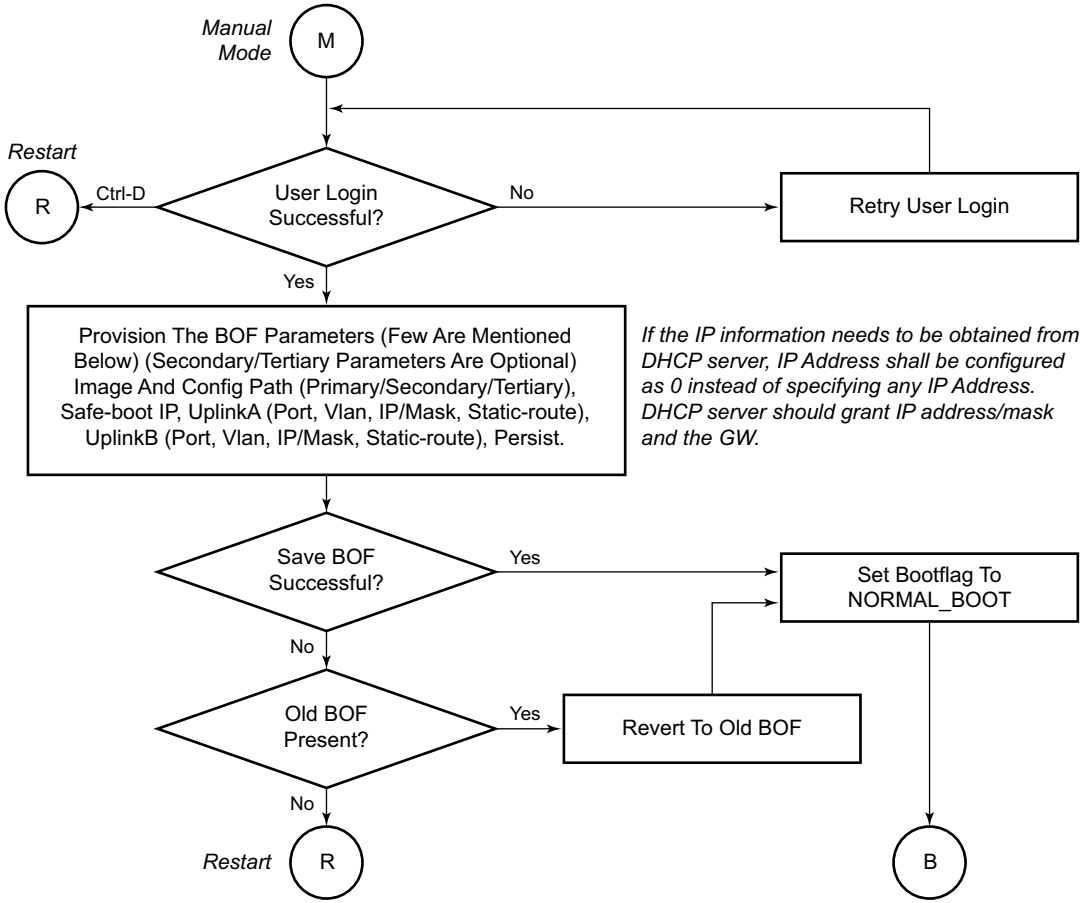 Manual
Mode
M
Restart
R
Ctrl-D
User Login
Successful?
No
Retry User Login
Yes
Provision The BOF Parameters (Few Are Mentioned
Below) (Secondary/Tertiary Parameters Are Optional)
Image And Config Path (Primary/Secondary/Tertiary),
Safe-boot IP, UplinkA (Port, Vlan, IP/Mask, Static-route),
UplinkB (Port, Vlan, IP/Mask, Static-route), Persist.
If the IP information needs to be obtained from
DHCP server, IP Address shall be configured
as 0 instead of specifying any IP Address.
DHCP server should grant IP address/mask
and the GW.
Save BOF
Successful?
Yes
Set Bootflag To
NORMAL_BOOT
No
Old BOF
Present?
Yes
Revert To Old BOF
No
Restart
R
B